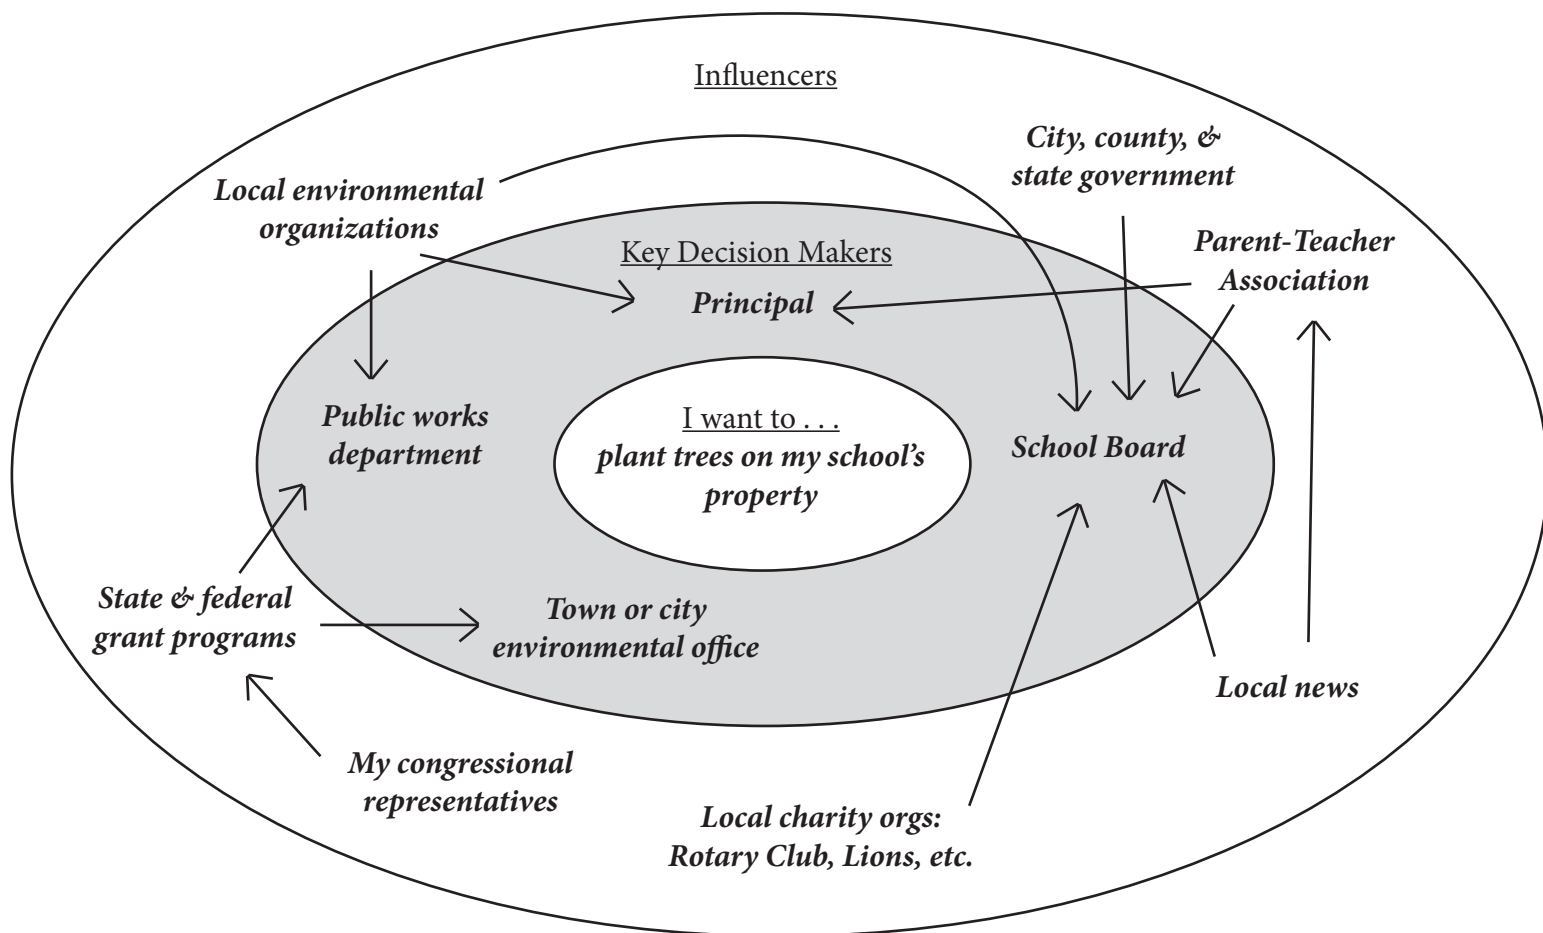 Influencers
City, county, &
state government
Local environmental
organizations
Parent-Teacher
Association
Key Decision Makers
Principal
Public works
department
I want to . . .
plant trees on my school’s
property
School Board
State & federal
grant programs
Town or city
environmental office
Local news
My congressional
representatives
Local charity orgs:
Rotary Club, Lions, etc.